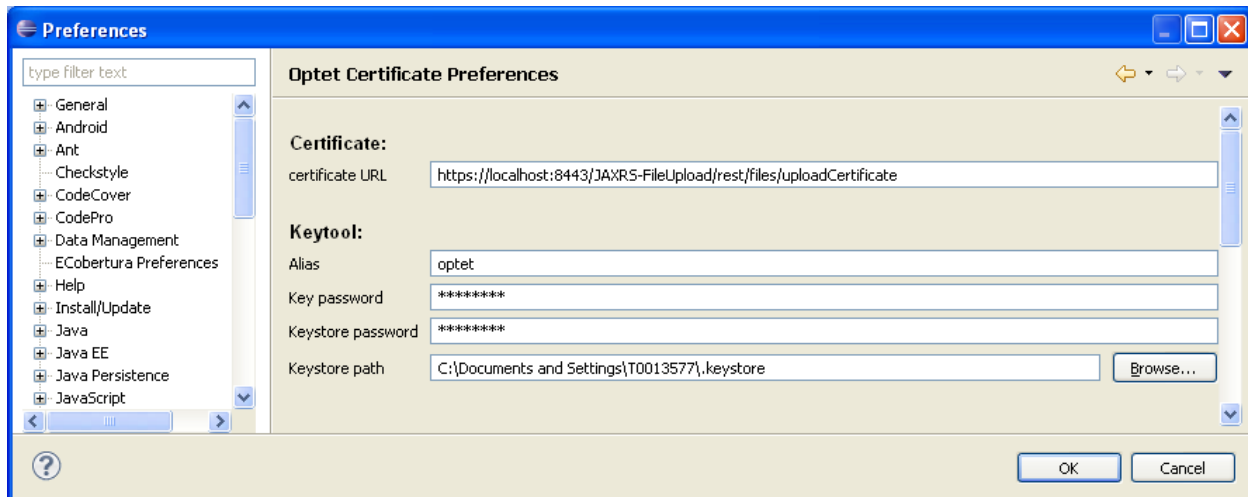 Preferences
type filter text
General
Android
Ant
Checkstyle
CodeCover
CodePro
Data Management
ECobertura Preferences
Help
Install/Update
Java
Java EE
Java Persistence
JavaScript
Optet Certificate Preferences
Certificate:
certificate URL https://localhost:8443/JAXRS-FileUpload/rest/files/uploadCertificate
Keytool:
Alias optet
Key password ********
Keystore password ********
Keystore path C:\Documents and Settings\T0013577\.keystore Browse...
? OK Cancel